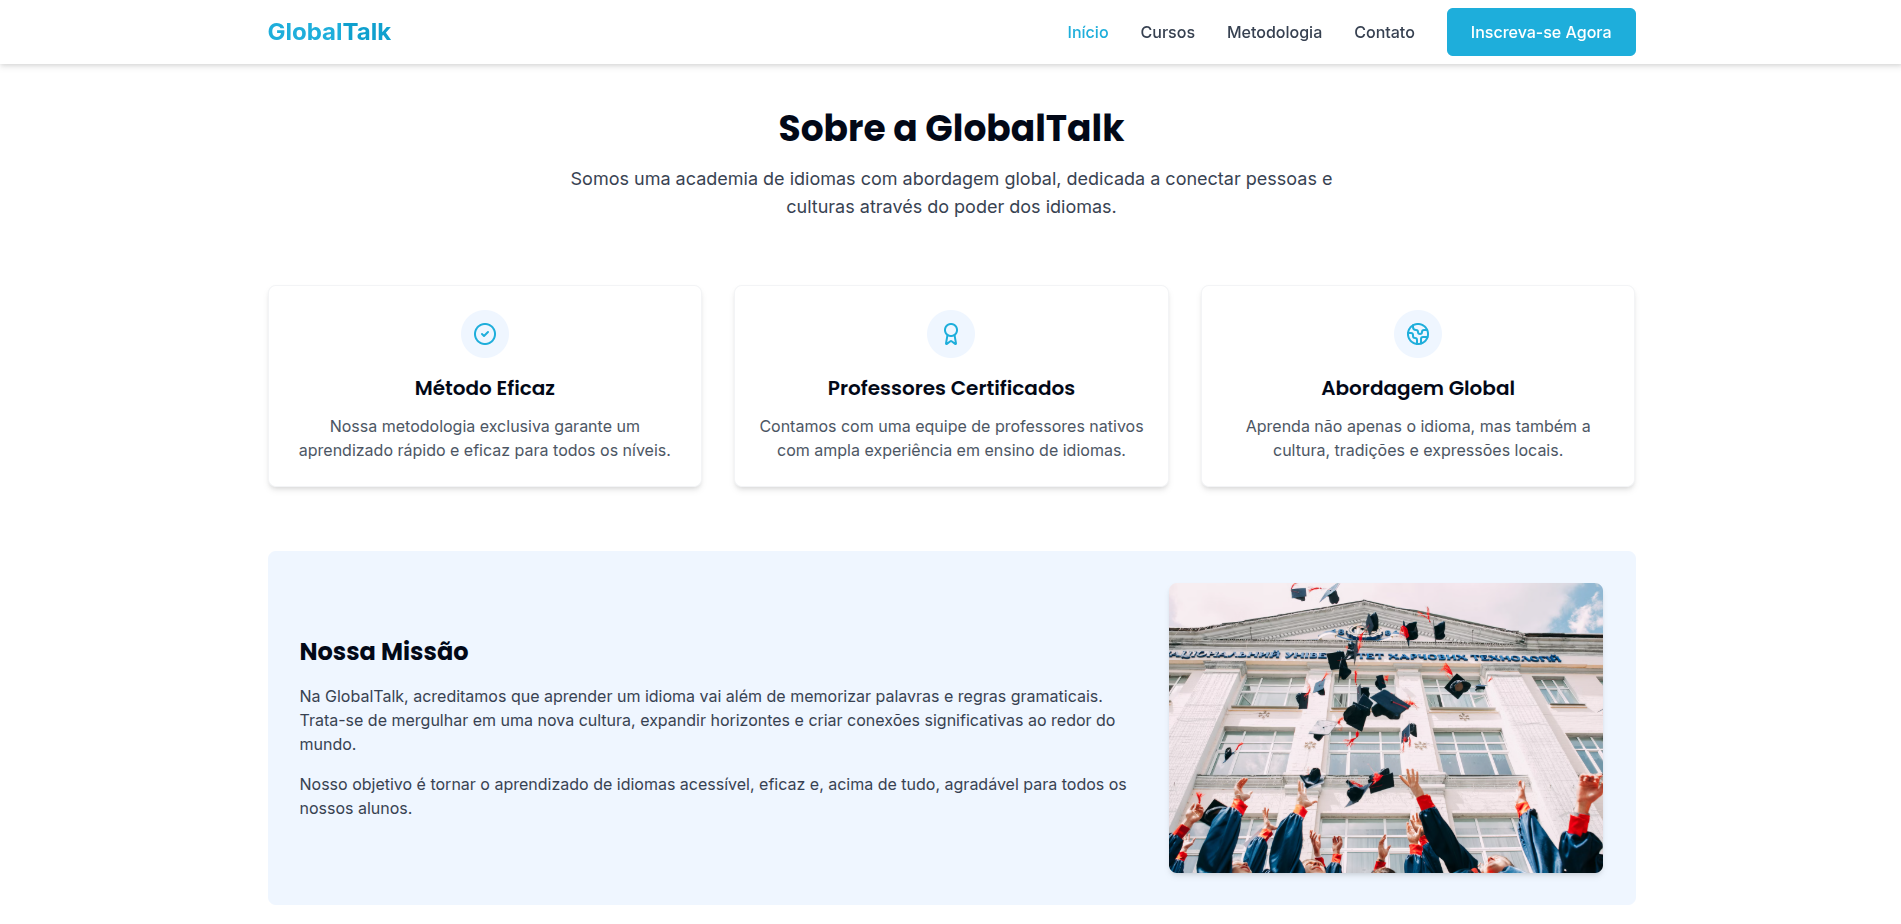 GlobalTalk
Início
Cursos
Metodologia
Contato
Inscreva-se Agora
Sobre a GlobalTalk
Somos uma academia de idiomas com abordagem global, dedicada a conectar pessoas e
culturas através do poder dos idiomas.
Método Eficaz
Nossa metodologia exclusiva garante um
aprendizado rápido e eficaz para todos os níveis.
Professores Certificados
Contamos com uma equipe de professores nativos
com ampla experiência em ensino de idiomas.
Abordagem Global
Aprenda não apenas o idioma, mas também a
cultura, tradições e expressões locais.
Nossa Missão
Na GlobalTalk, acreditamos que aprender um idioma vai além de memorizar palavras e regras gramaticais.
Trata-se de mergulhar em uma nova cultura, expandir horizontes e criar conexões significativas ao redor do
mundo.
Nosso objetivo é tornar o aprendizado de idiomas acessível, eficaz e, acima de tudo, agradável para todos os
nossos alunos.
ХАРЧОВИХ ТЕХНОЛОГІЙ